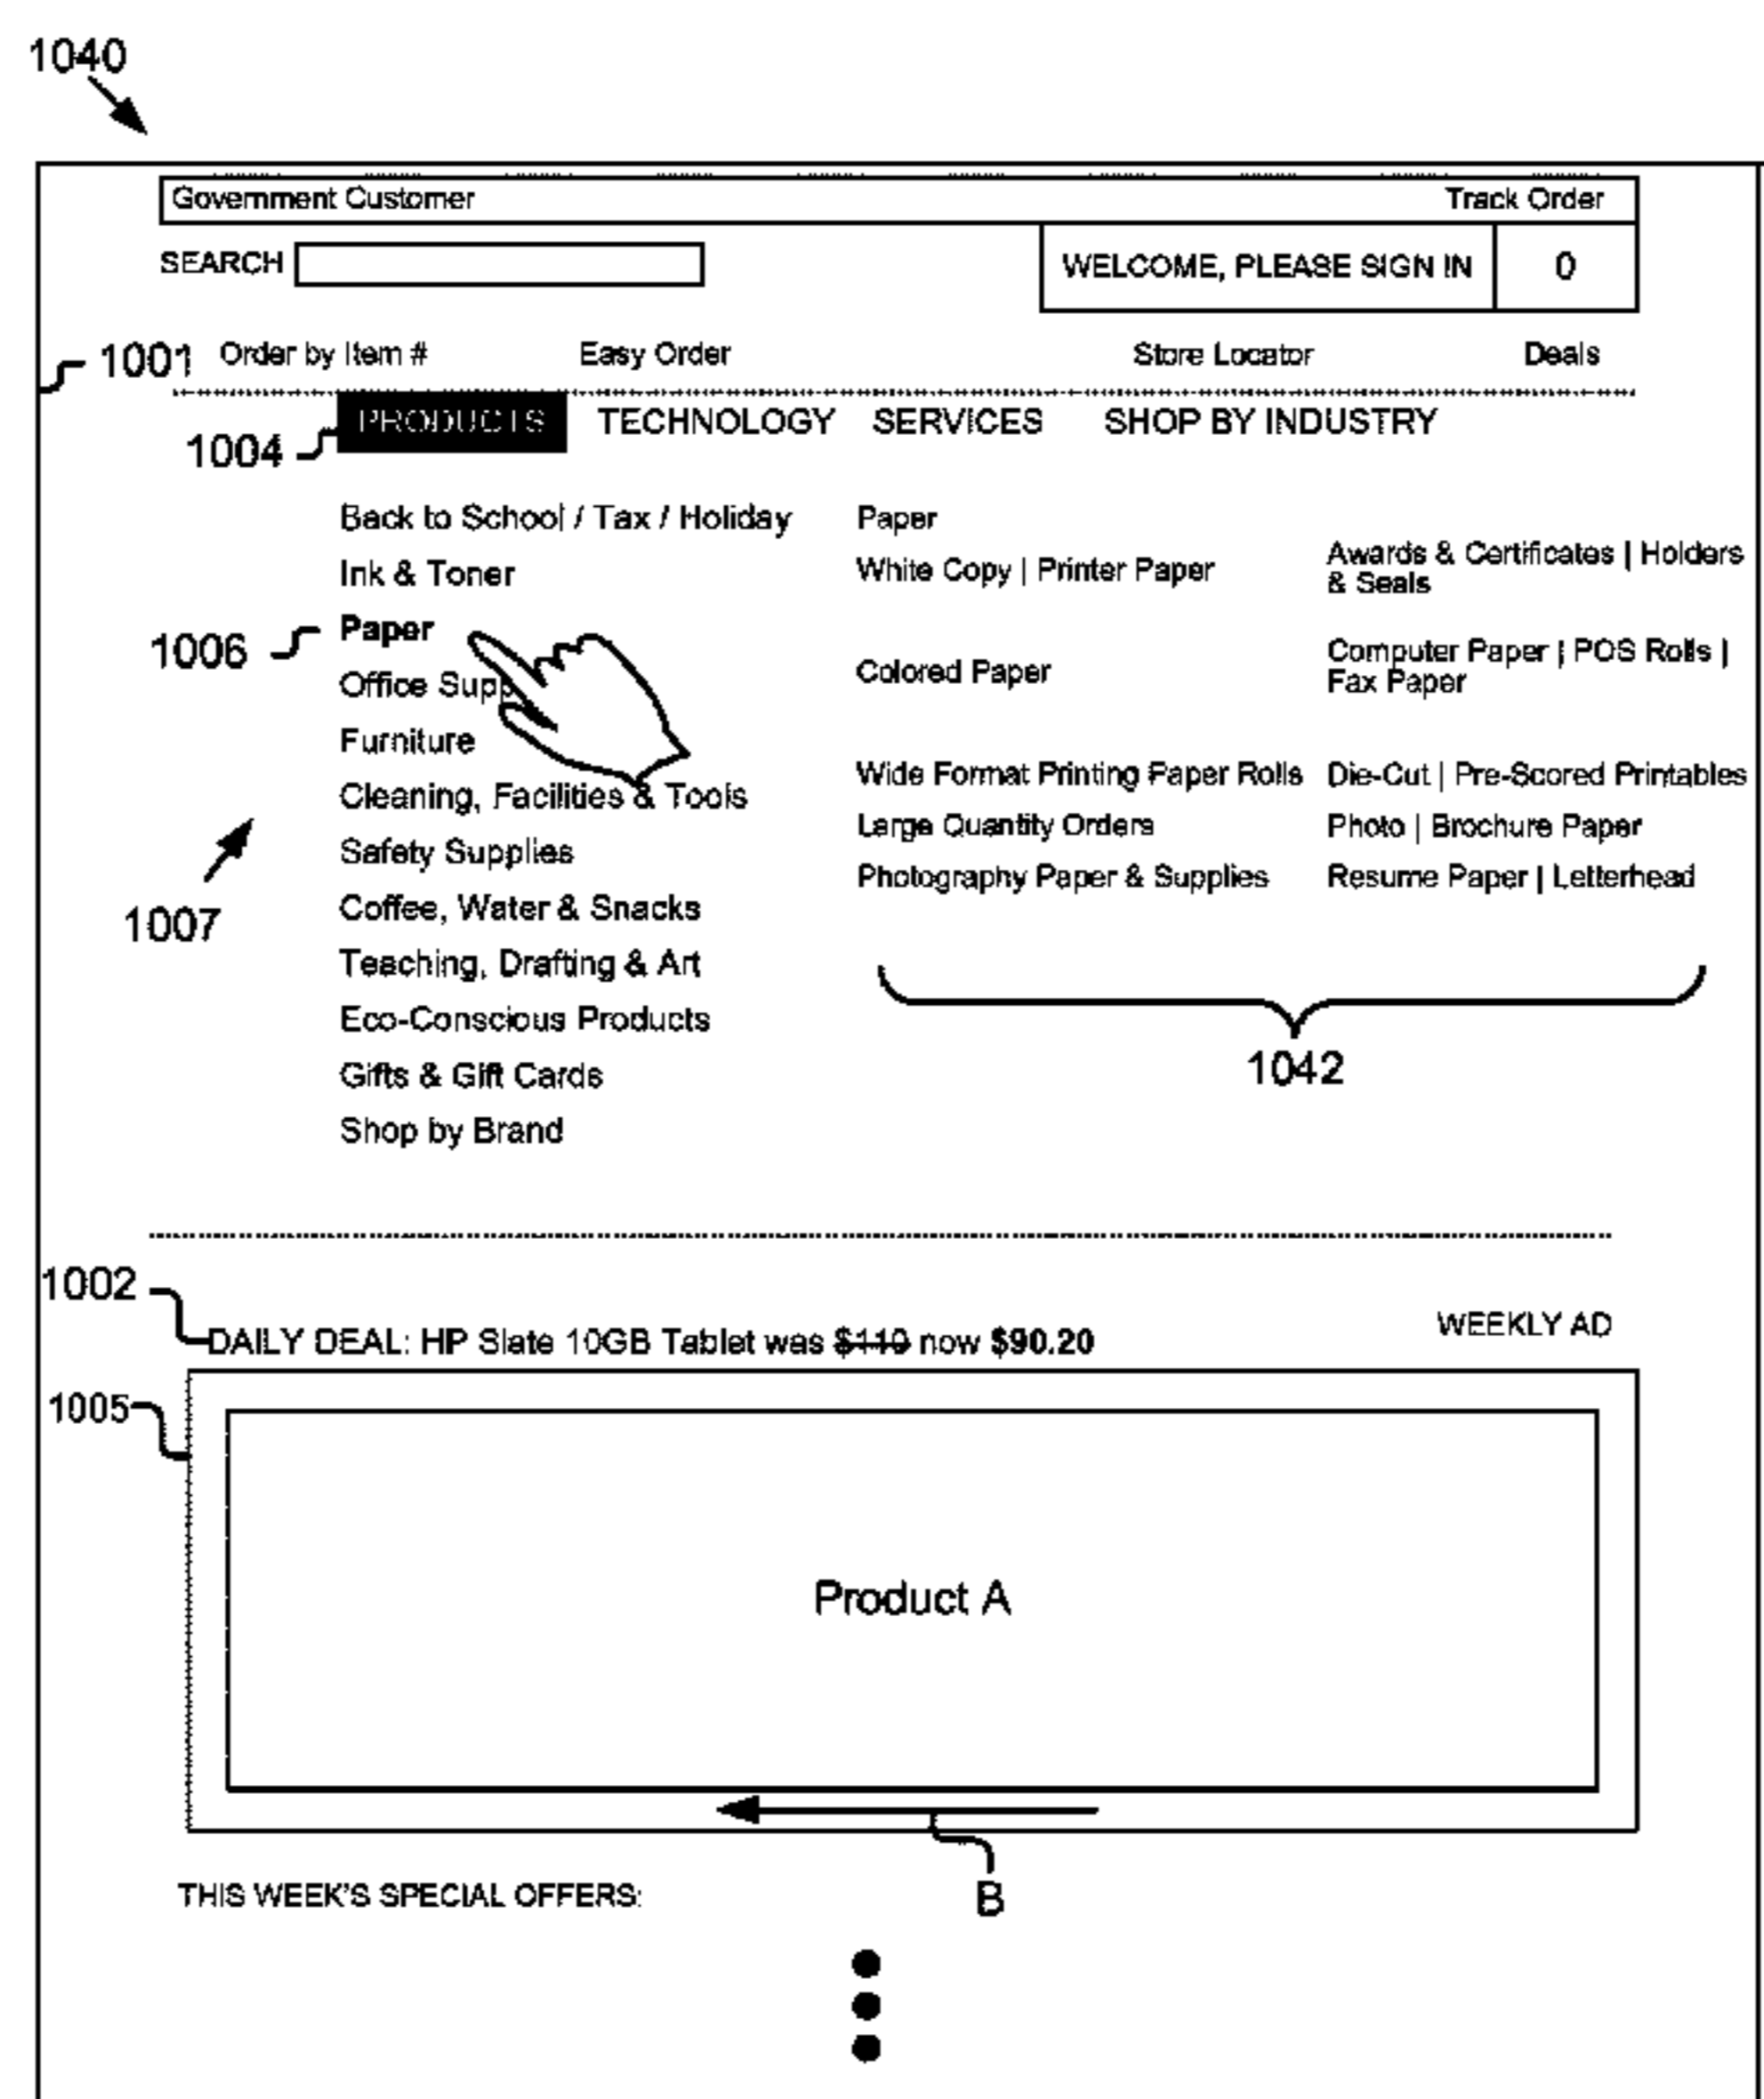 1040
Government Customer Track Order
SEARCH WELCOME, PLEASE SIGN IN 0
1001 Order by Item # Easy Order Store Locator Deals
1004 PRODUCTS TECHNOLOGY SERVICES SHOP BY INDUSTRY
Back to School / Tax / Holiday
Ink & Toner
1006 Paper
Office Supp
Furniture
Cleaning, Facilities & Tools
Safety Supplies
1007
Coffee, Water & Snacks
Teaching, Drafting & Art
Eco-Conscious Products
Gifts & Gift Cards
Shop by Brand
Paper
White Copy | Printer Paper
Colored Paper
Wide Format Printing Paper Rolls
Large Quantity Orders
Photography Paper & Supplies
Awards & Certificates | Holders
& Seals
Computer Paper | POS Rolls |
Fax Paper
Die-Cut | Pre-Scored Printables
Photo | Brochure Paper
Resume Paper | Letterhead
1042
1002
DAILY DEAL: HP Slate 10GB Tablet was $110 now $90.20 WEEKLY AD
1005
Product A
B
THIS WEEK'S SPECIAL OFFERS: